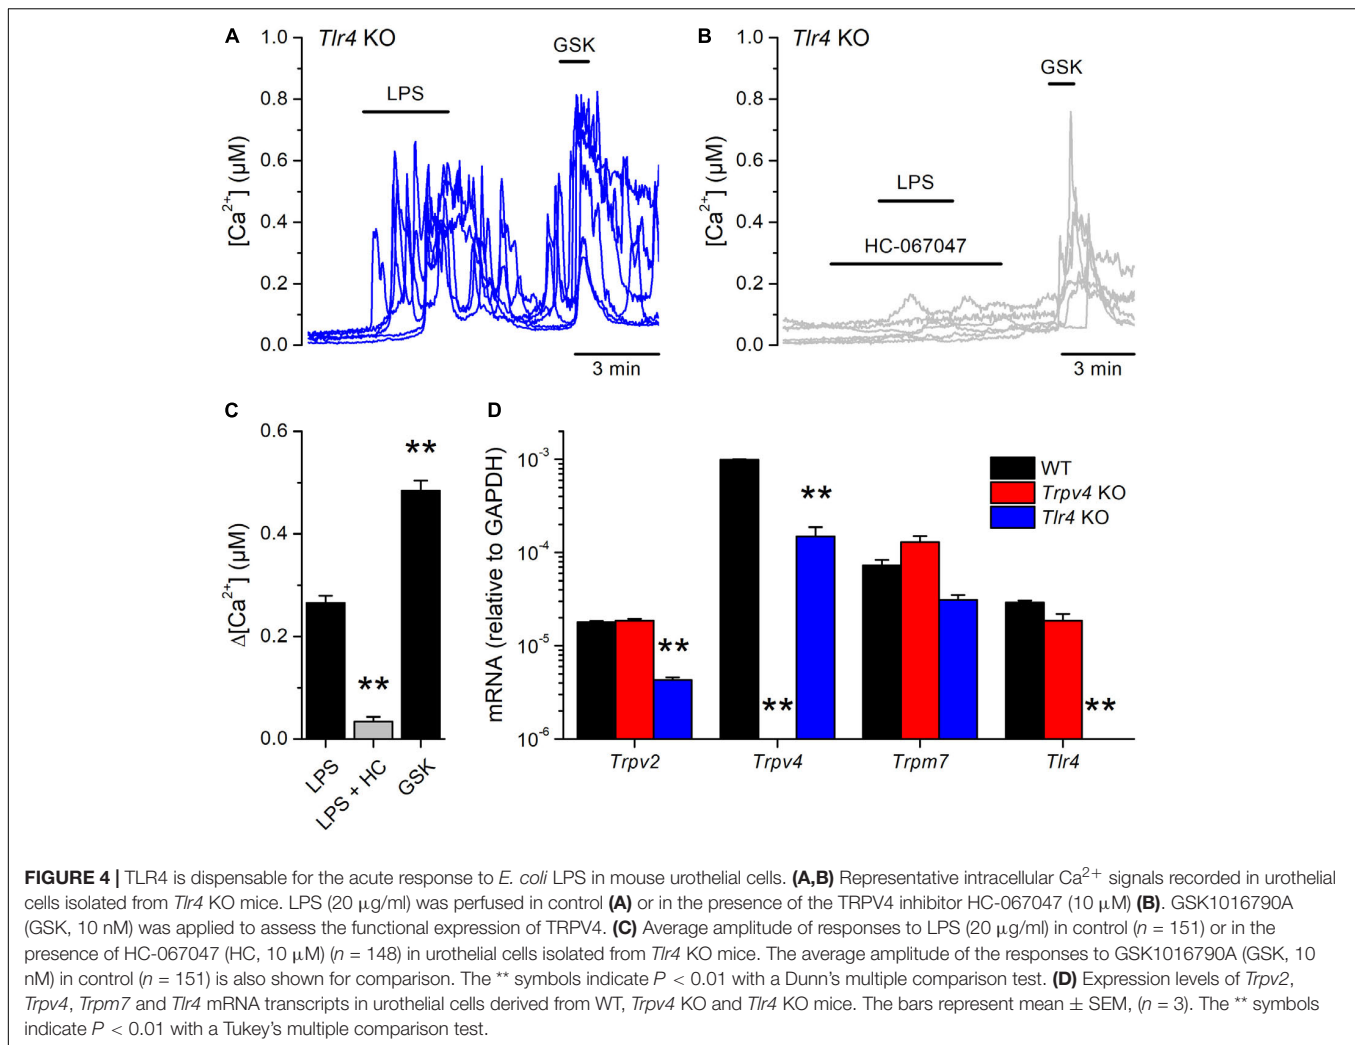 A
Tlr4 KO
GSK
LPS
1.0
0.8
0.6
0.4
0.2
0.0
[Ca2+] (μM)
3 min
B
Tlr4 KO
GSK
LPS
HC-067047
1.0
0.8
0.6
0.4
0.2
0.0
[Ca2+] (μM)
3 min
C
0.6
0.4
0.2
0.0
Δ[Ca2+] (μM)
**
**
LPS
LPS + HC
GSK
D
10-3
10-4
10-5
10-6
mRNA (relative to GAPDH)
WT
Trpv4 KO
Tlr4 KO
**
**
**
**
Trpv2
Trpv4
Trpm7
Tlr4
FIGURE 4 | TLR4 is dispensable for the acute response to E. coli LPS in mouse urothelial cells. (A,B) Representative intracellular Ca2+ signals recorded in urothelial
cells isolated from Tlr4 KO mice. LPS (20 μg/ml) was perfused in control (A) or in the presence of the TRPV4 inhibitor HC-067047 (10 μM) (B). GSK1016790A
(GSK, 10 nM) was applied to assess the functional expression of TRPV4. (C) Average amplitude of responses to LPS (20 μg/ml) in control (n = 151) or in the
presence of HC-067047 (HC, 10 μM) (n = 148) in urothelial cells isolated from Tlr4 KO mice. The average amplitude of the responses to GSK1016790A (GSK, 10
nM) in control (n = 151) is also shown for comparison. The ** symbols indicate P < 0.01 with a Dunn's multiple comparison test. (D) Expression levels of Trpv2,
Trpv4, Trpm7 and Tlr4 mRNA transcripts in urothelial cells derived from WT, Trpv4 KO and Tlr4 KO mice. The bars represent mean ± SEM, (n = 3). The ** symbols
indicate P < 0.01 with a Tukey's multiple comparison test.